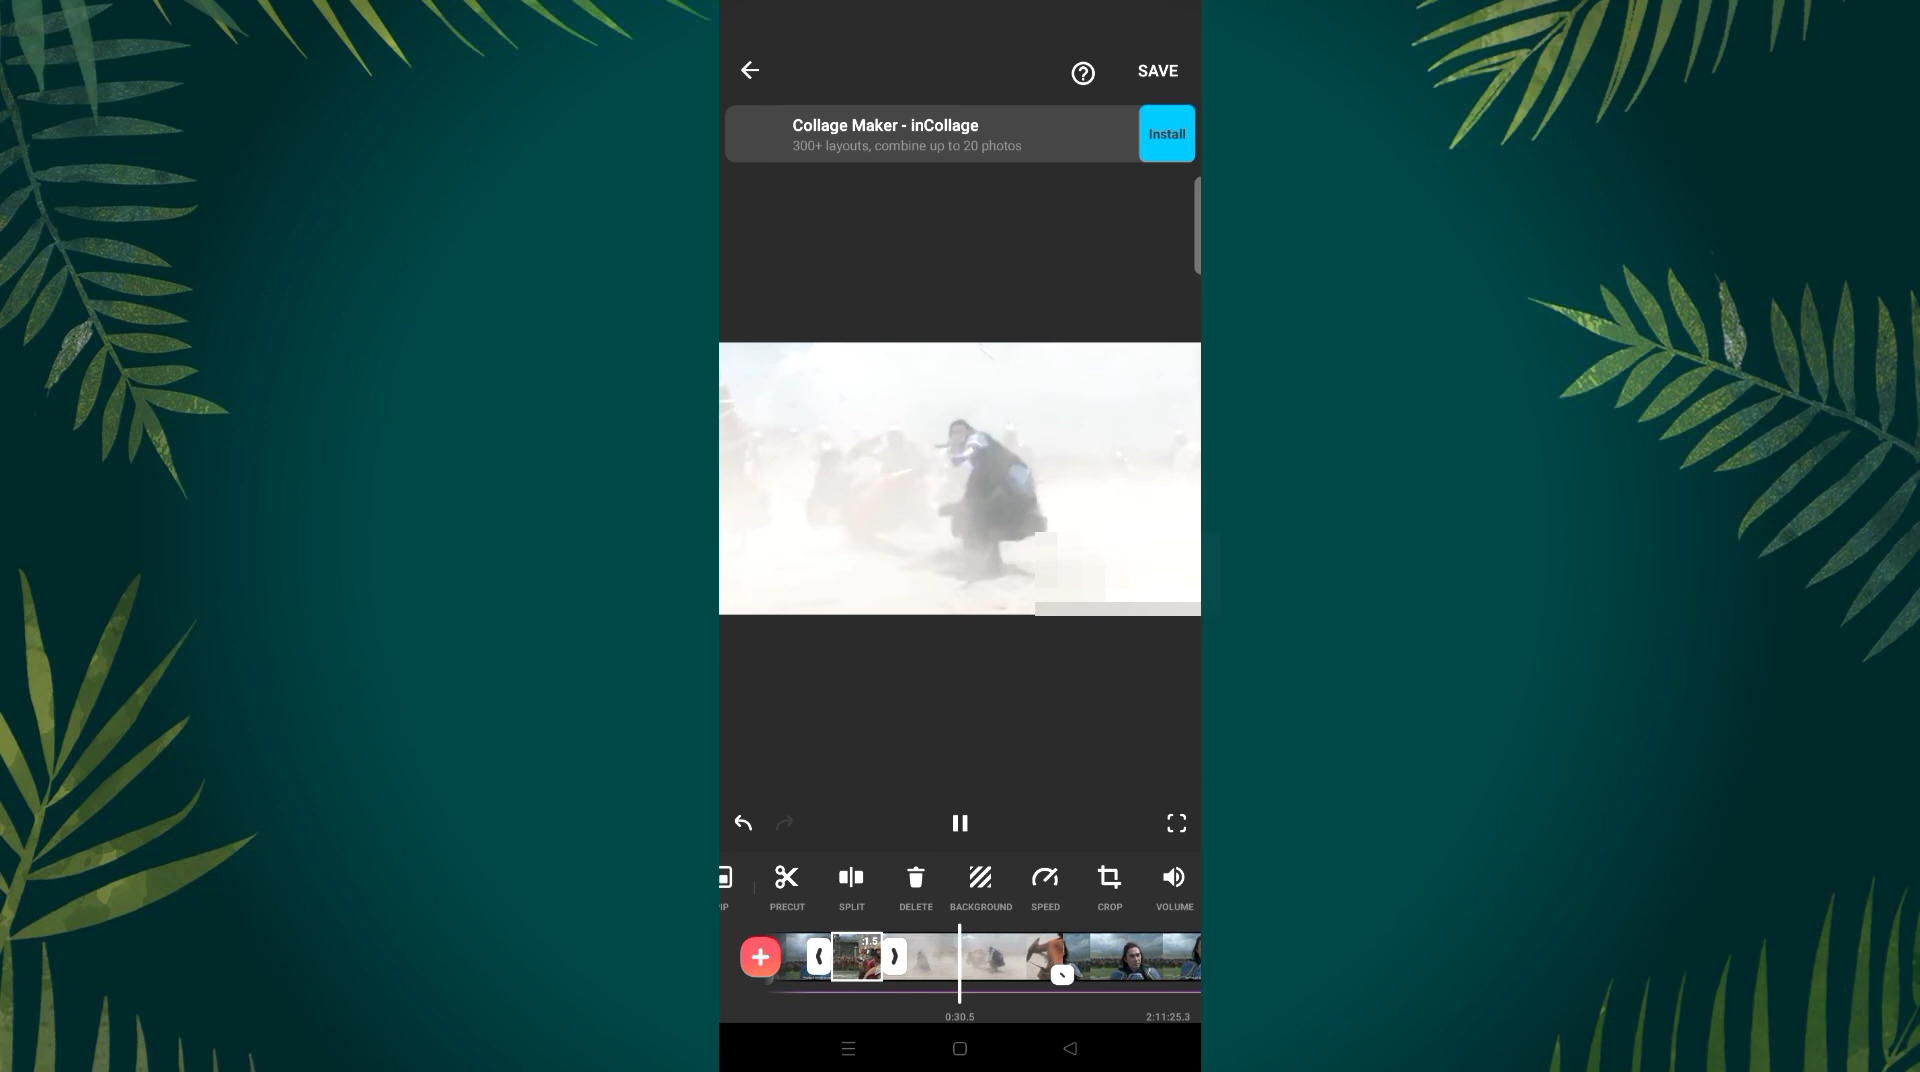 SAVE
Collage Maker - inCollage
300+ layouts, combine up to 20 photos
Install
IP
PRECUT
SPLIT
DELETE
BACKGROUND
SPEED
CROP
VOLUME
:1.5
0:30.5
2:11:25.3